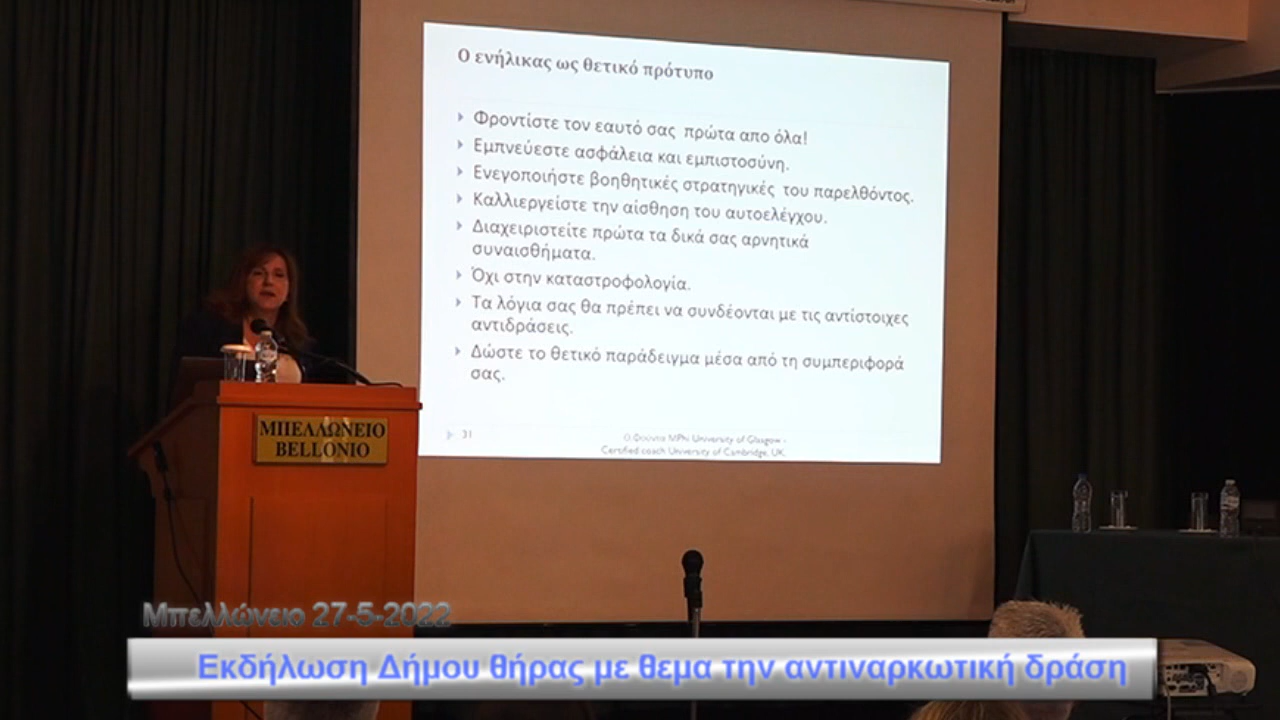 Ο ενήλικας ως θετικό πρότυπο
Φροντίστε τον εαυτό σας πρώτα απο όλα!
Εμπνεύεστε ασφάλεια και εμπιστοσύνη.
Ενεγοποιήστε βοηθητικές στρατηγικές του παρελθόντος.
Καλλιεργείστε την αίσθηση του αυτοελέγχου.
Διαχειριστείτε πρώτα τα δικά σας αρνητικά
συναισθήματα.
Όχι στην καταστροφολογία.
Τα λόγια σας θα πρέπει να συνδέονται με τις αντίστοιχες
αντιδράσεις.
Δώστε το θετικό παράδειγμα μέσα από τη συμπεριφορά
σας.
31
Ο.Φούντα MPhi University of Glasgow -
Certified coach University of Cambridge, UK.
ΜΠΕΛΛΩΝΕΙΟ
BELLONIO
Μπελλώνειο 27-5-2022
Εκδήλωση Δήμου θήρας με θεμα την αντιναρκωτική δράση